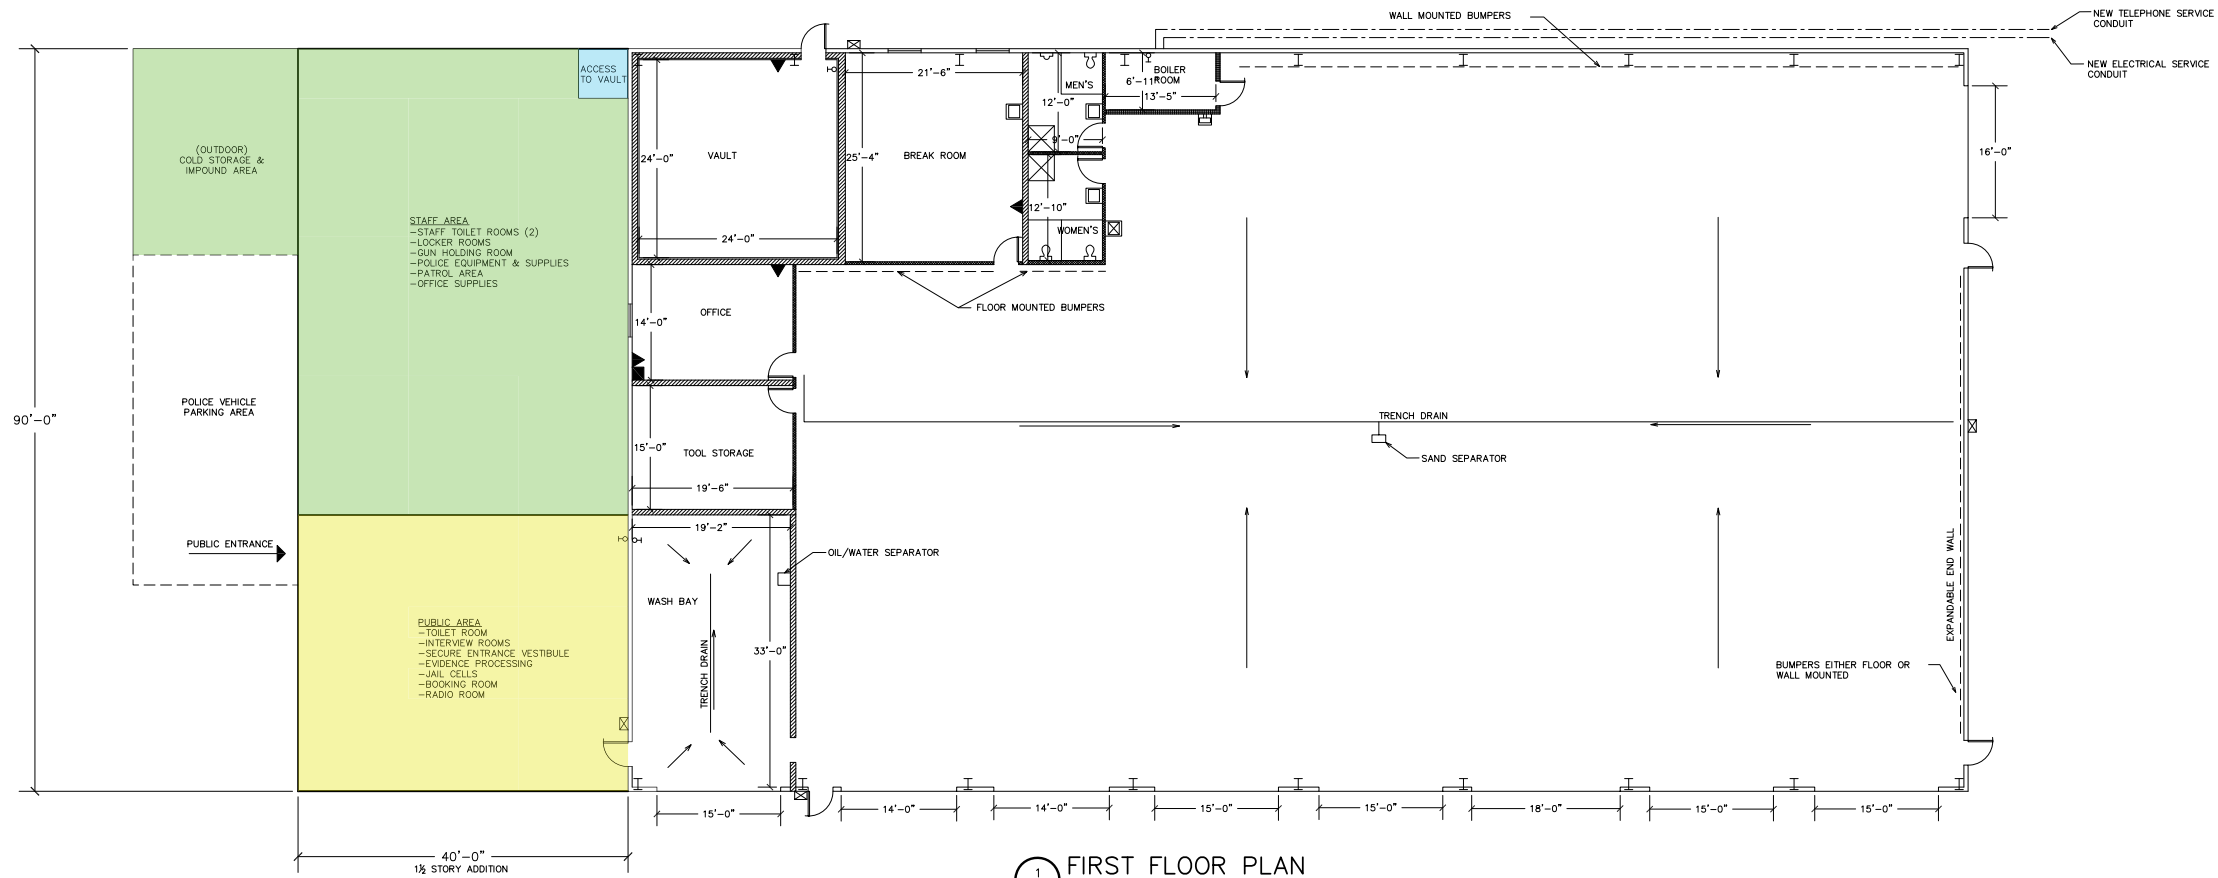 WALL MOUNTED BUMPERS
NEW TELEPHONE SERVICE
CONDUIT
NEW ELECTRICAL SERVICE
CONDUIT
ACCESS
TO VAULT
21'-6"
MEN'S
BOILER
ROOM
6'-11"
13'-5"
12'-0"
9'-0"
(OUTDOOR)
COLD STORAGE &
IMPOUND AREA
24'-0"
VAULT
25'-4"
BREAK ROOM
16'-0"
12'-10"
WOMEN'S
24'-0"
STAFF AREA
-STAFF TOILET ROOMS (2)
-LOCKER ROOMS
-GUN HOLDING ROOM
-POLICE EQUIPMENT & SUPPLIES
-PATROL AREA
-OFFICE SUPPLIES
FLOOR MOUNTED BUMPERS
OFFICE
14'-0"
POLICE VEHICLE
PARKING AREA
90'-0"
TRENCH DRAIN
SAND SEPARATOR
15'-0"
TOOL STORAGE
19'-6"
19'-2"
PUBLIC ENTRANCE
OIL/WATER SEPARATOR
WASH BAY
TRENCH DRAIN
33'-0"
EXPANDABLE END WALL
PUBLIC AREA
-TOILET ROOM
-INTERVIEW ROOMS
-SECURE ENTRANCE VESTIBULE
-EVIDENCE PROCESSING
-JAIL CELLS
-BOOKING ROOM
-RADIO ROOM
BUMPERS EITHER FLOOR OR
WALL MOUNTED
15'-0"
14'-0"
14'-0"
15'-0"
15'-0"
18'-0"
15'-0"
15'-0"
40'-0"
1½ STORY ADDITION
1
FIRST FLOOR PLAN